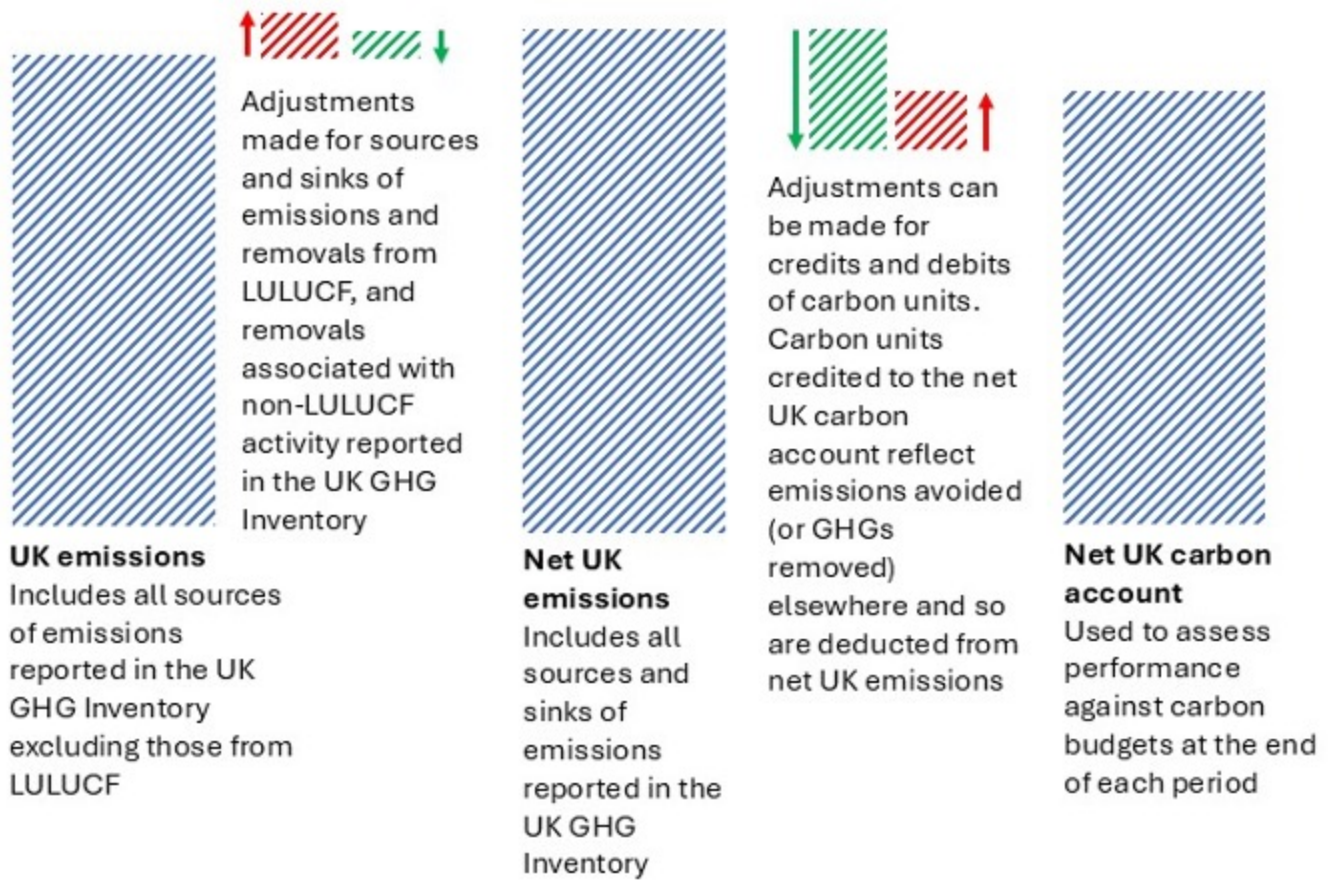 Adjustments
made for sources
and sinks of
emissions and
removals from
LULUCF, and
removals
associated with
non-LULUCF
activity reported
in the UK GHG
Inventory
UK emissions
Includes all sources
of emissions
reported in the UK
GHG Inventory
excluding those from
LULUCF
Net UK
emissions
Includes all
sources and
sinks of
emissions
reported in the
UK GHG
Inventory
Adjustments can
be made for
credits and debits
of carbon units.
Carbon units
credited to the net
UK carbon
account reflect
emissions avoided
(or GHGs
removed)
elsewhere and so
are deducted from
net UK emissions
Net UK carbon
account
Used to assess
performance
against carbon
budgets at the end
of each period